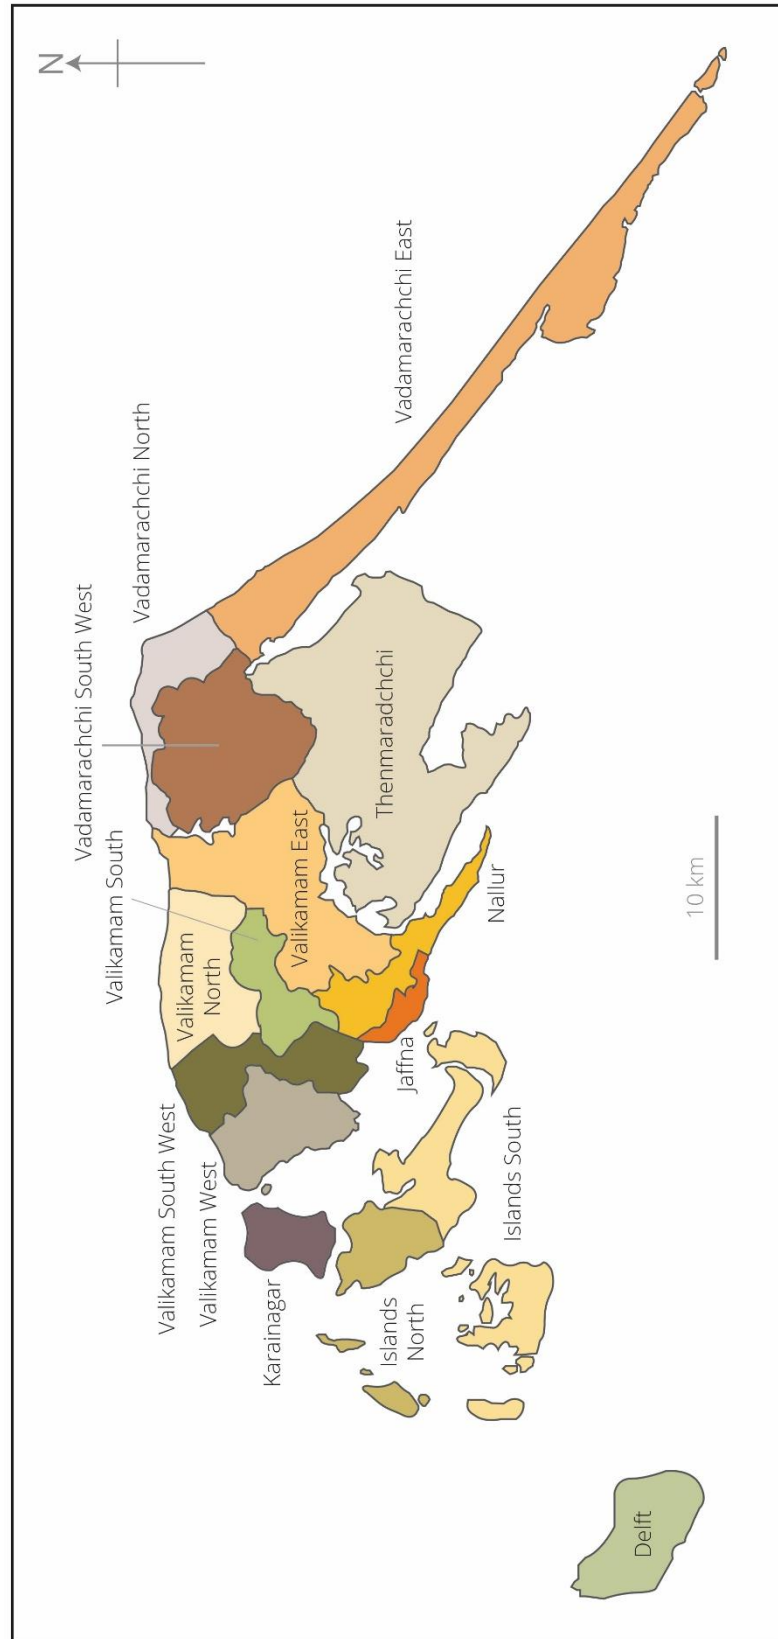 N
Vadamarachchi North
Vadamarachchi South West
Vadamarachchi East
Valikamam South
Valikamam
North
Valikamam East
Thenmaradchchi
Valikamam South West
Valikamam West
Nallur
Jaffna
Karainagar
Islands
North
Islands South
Delft
10 km